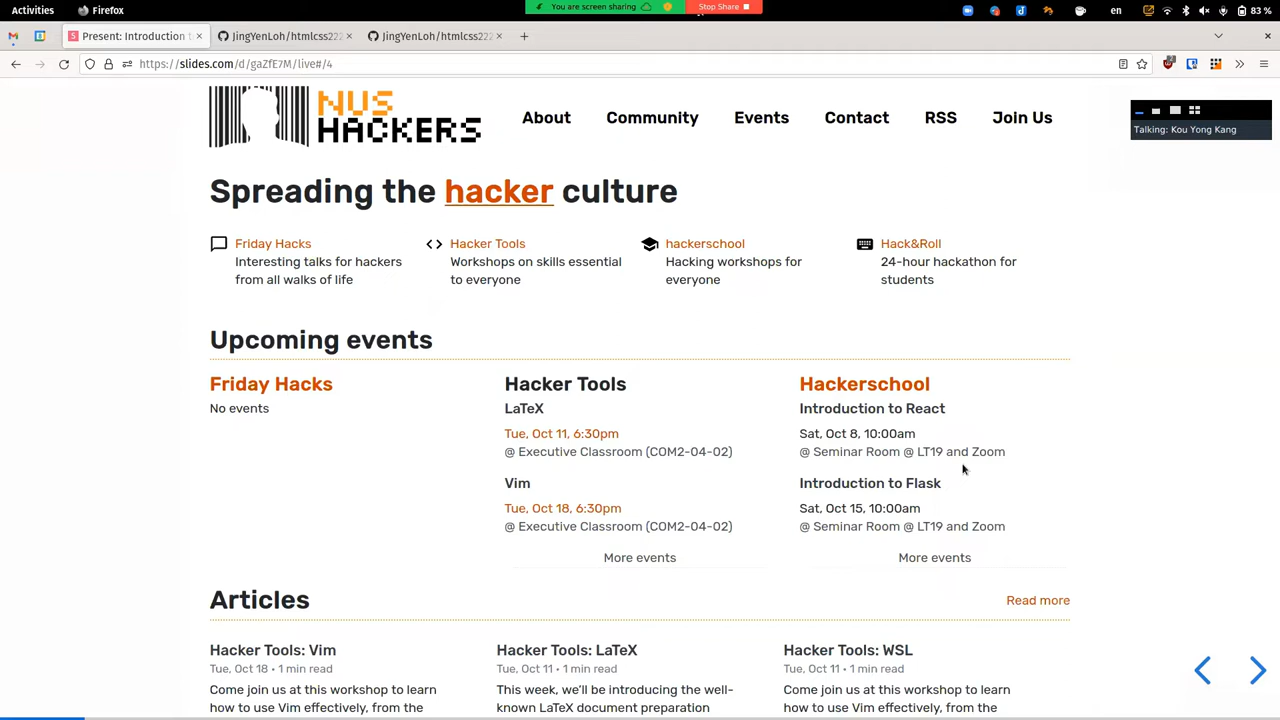 Activities
Firefox
You are screen sharing
Stop Share
en
83 %
Present: Introduction t
JingYenLoh/htmlcss222
JingYenLoh/htmlcss222
https://slides.com/d/gaZfE7M/live#/4
NUS
HACKERS
About
Community
Events
Contact
RSS
Join Us
Talking: Kou Yong Kang
Spreading the hacker culture
Friday Hacks
Interesting talks for hackers
from all walks of life
Hacker Tools
Workshops on skills essential
to everyone
hackerschool
Hacking workshops for
everyone
Hack&Roll
24-hour hackathon for
students
Upcoming events
Friday Hacks
No events
Hacker Tools
LaTeX
Tue, Oct 11, 6:30pm
@ Executive Classroom (COM2-04-02)
Vim
Tue, Oct 18, 6:30pm
@ Executive Classroom (COM2-04-02)
More events
Hackerschool
Introduction to React
Sat, Oct 8, 10:00am
@ Seminar Room @ LT19 and Zoom
Introduction to Flask
Sat, Oct 15, 10:00am
@ Seminar Room @ LT19 and Zoom
More events
Articles
Read more
Hacker Tools: Vim
Tue, Oct 18 • 1 min read
Come join us at this workshop to learn
how to use Vim effectively, from the
Hacker Tools: LaTeX
Tue, Oct 11 • 1 min read
This week, we'll be introducing the well-
known LaTeX document preparation
Hacker Tools: WSL
Tue, Oct 11 • 1 min read
Come join us at this workshop to learn
how to use Vim effectively, from the